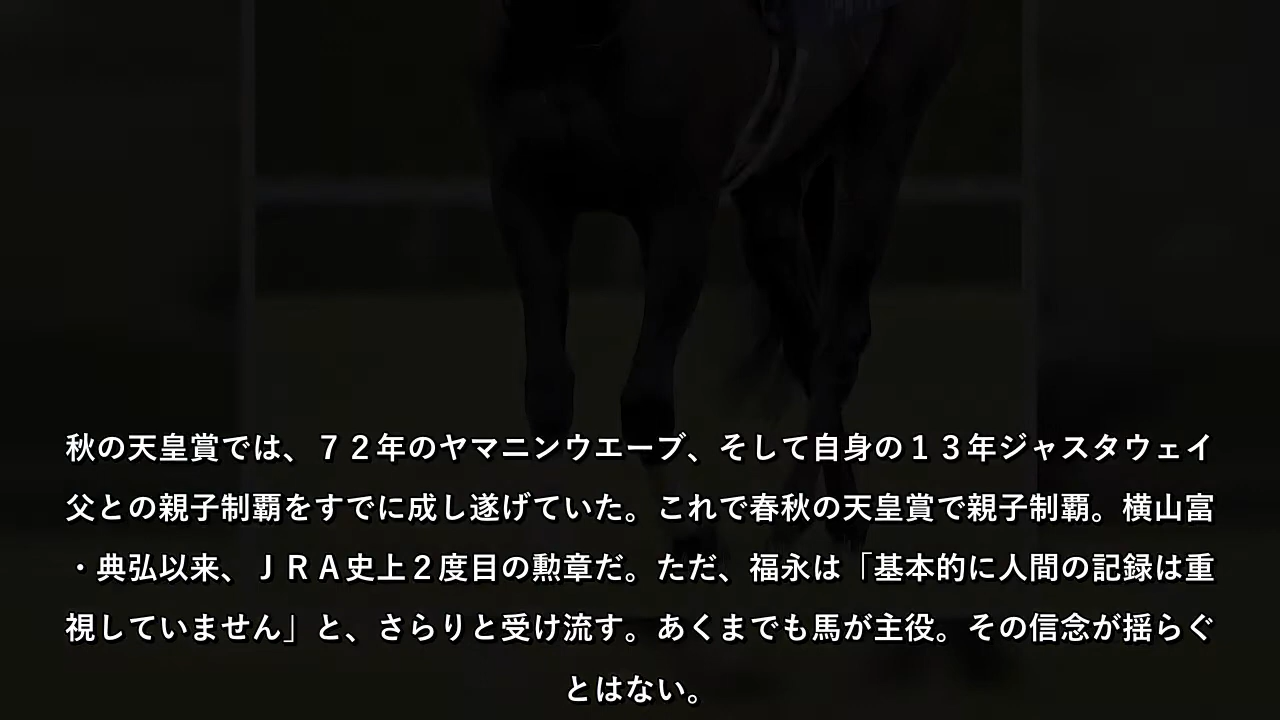 秋の天皇賞では、７２年のヤマニンウエーブ、そして自身の１３年ジャスタウェイ
父との親子制覇をすでに成し遂げていた。これで春秋の天皇賞で親子制覇。横山富
・典弘以来、ＪＲＡ史上２度目の勲章だ。ただ、福永は「基本的に人間の記録は重
視していません」と、さらりと受け流す。あくまでも馬が主役。その信念が揺らぐ
とはない。